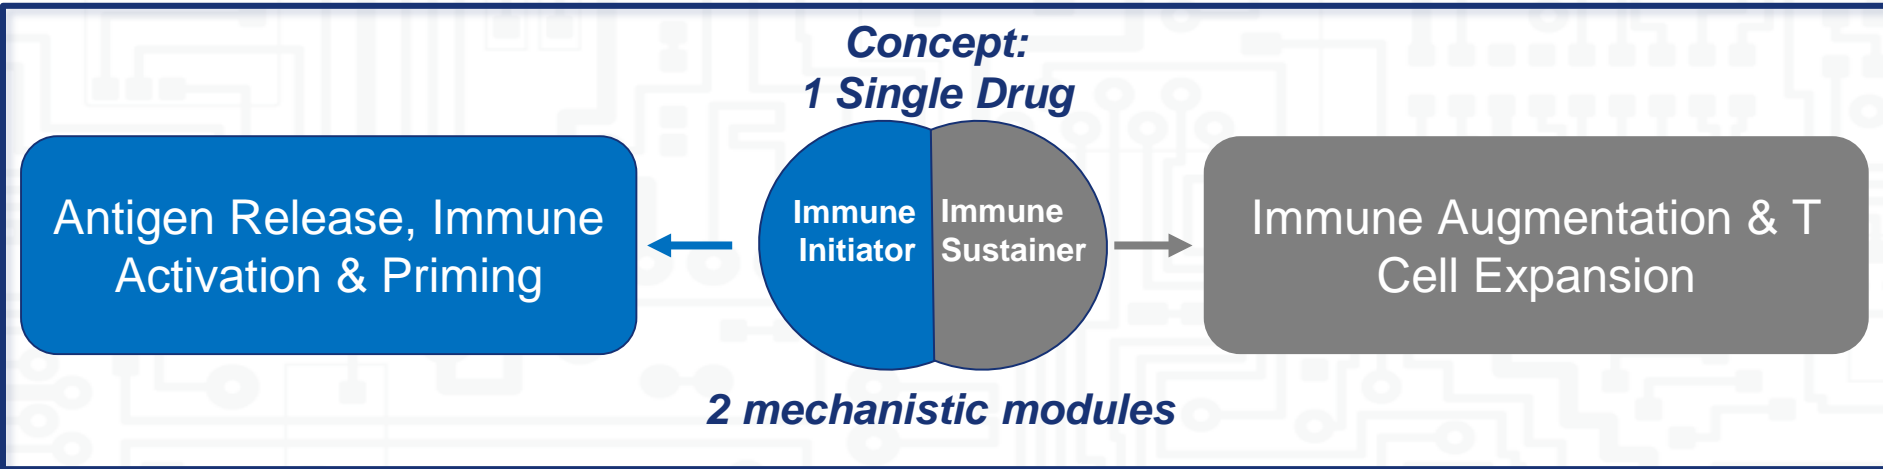 Concept:
1 Single Drug
Antigen Release, Immune
Activation & Priming
Immune
Initiator
Immune
Sustainer
Immune Augmentation & T
Cell Expansion
2 mechanistic modules